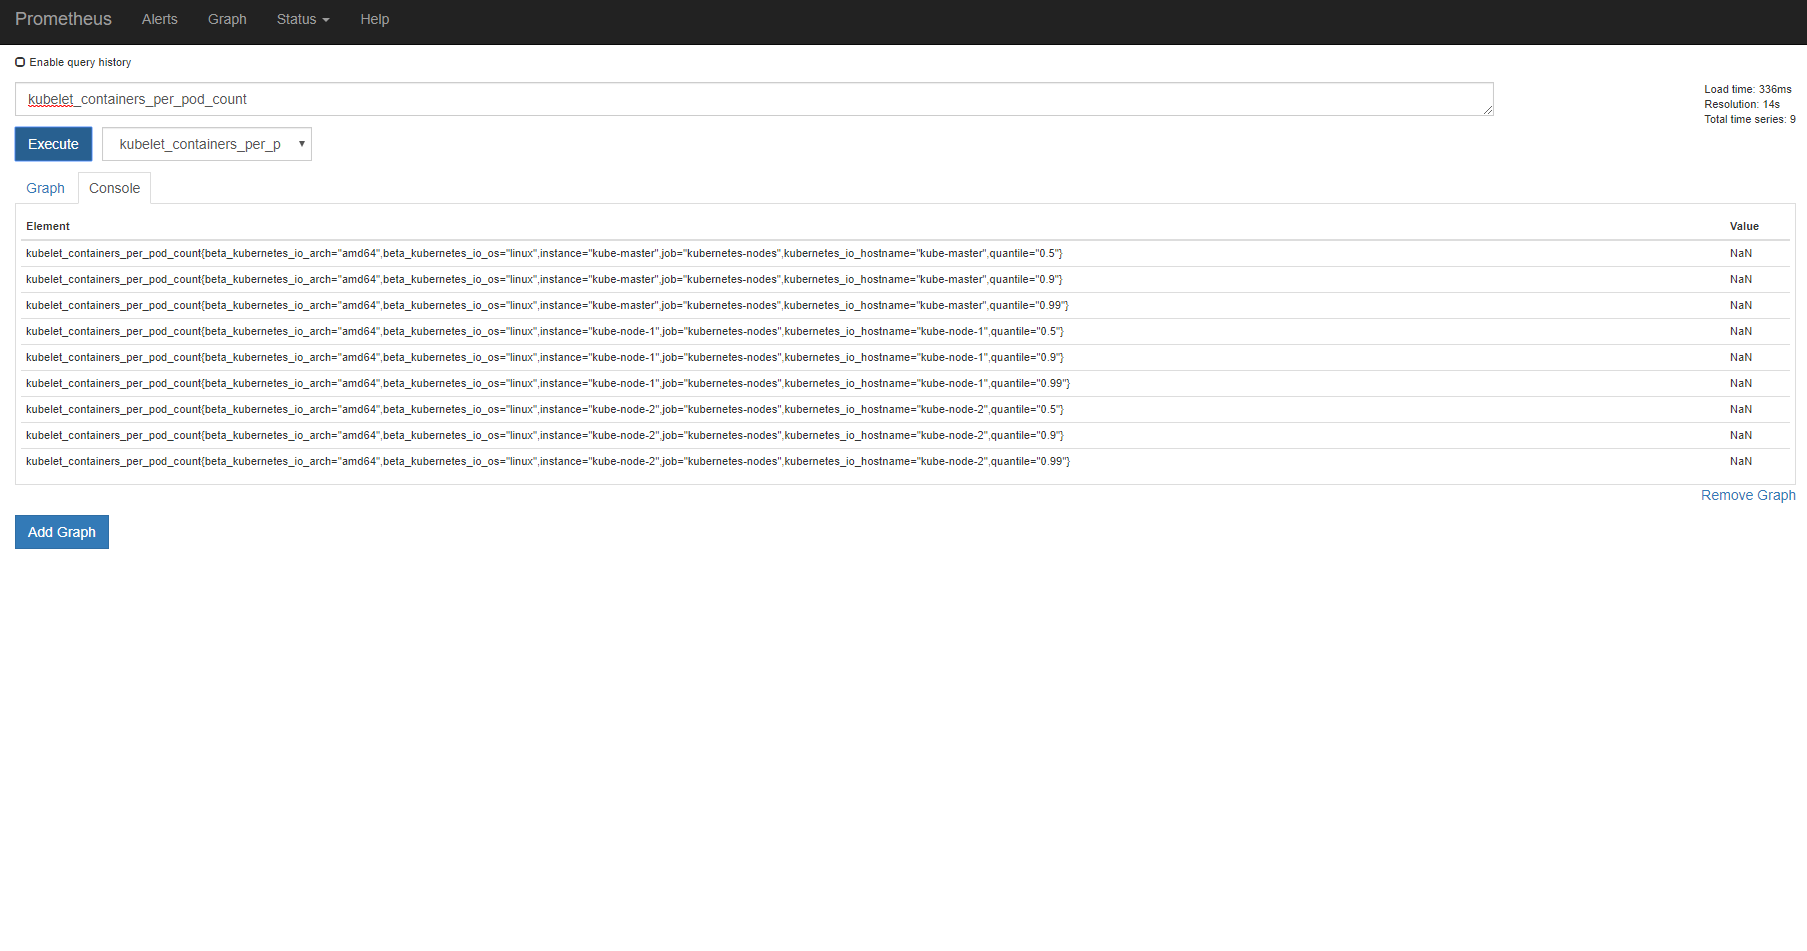 Prometheus Alerts Graph Status Help
Enable query history
kubelet_containers_per_pod_count
Load time: 336ms
Resolution: 14s
Total time series: 9
Execute kubelet_containers_per_p
Graph Console
Element Value
kubelet_containers_per_pod_count{beta_kubernetes_io_arch="amd64",beta_kubernetes_io_os="linux",instance="kube-master",job="kubernetes-nodes",kubernetes_io_hostname="kube-master",quantile="0.5"} NaN
kubelet_containers_per_pod_count{beta_kubernetes_io_arch="amd64",beta_kubernetes_io_os="linux",instance="kube-master",job="kubernetes-nodes",kubernetes_io_hostname="kube-master",quantile="0.9"} NaN
kubelet_containers_per_pod_count{beta_kubernetes_io_arch="amd64",beta_kubernetes_io_os="linux",instance="kube-master",job="kubernetes-nodes",kubernetes_io_hostname="kube-master",quantile="0.99"} NaN
kubelet_containers_per_pod_count{beta_kubernetes_io_arch="amd64",beta_kubernetes_io_os="linux",instance="kube-node-1",job="kubernetes-nodes",kubernetes_io_hostname="kube-node-1",quantile="0.5"} NaN
kubelet_containers_per_pod_count{beta_kubernetes_io_arch="amd64",beta_kubernetes_io_os="linux",instance="kube-node-1",job="kubernetes-nodes",kubernetes_io_hostname="kube-node-1",quantile="0.9"} NaN
kubelet_containers_per_pod_count{beta_kubernetes_io_arch="amd64",beta_kubernetes_io_os="linux",instance="kube-node-1",job="kubernetes-nodes",kubernetes_io_hostname="kube-node-1",quantile="0.99"} NaN
kubelet_containers_per_pod_count{beta_kubernetes_io_arch="amd64",beta_kubernetes_io_os="linux",instance="kube-node-2",job="kubernetes-nodes",kubernetes_io_hostname="kube-node-2",quantile="0.5"} NaN
kubelet_containers_per_pod_count{beta_kubernetes_io_arch="amd64",beta_kubernetes_io_os="linux",instance="kube-node-2",job="kubernetes-nodes",kubernetes_io_hostname="kube-node-2",quantile="0.9"} NaN
kubelet_containers_per_pod_count{beta_kubernetes_io_arch="amd64",beta_kubernetes_io_os="linux",instance="kube-node-2",job="kubernetes-nodes",kubernetes_io_hostname="kube-node-2",quantile="0.99"} NaN
Remove Graph
Add Graph